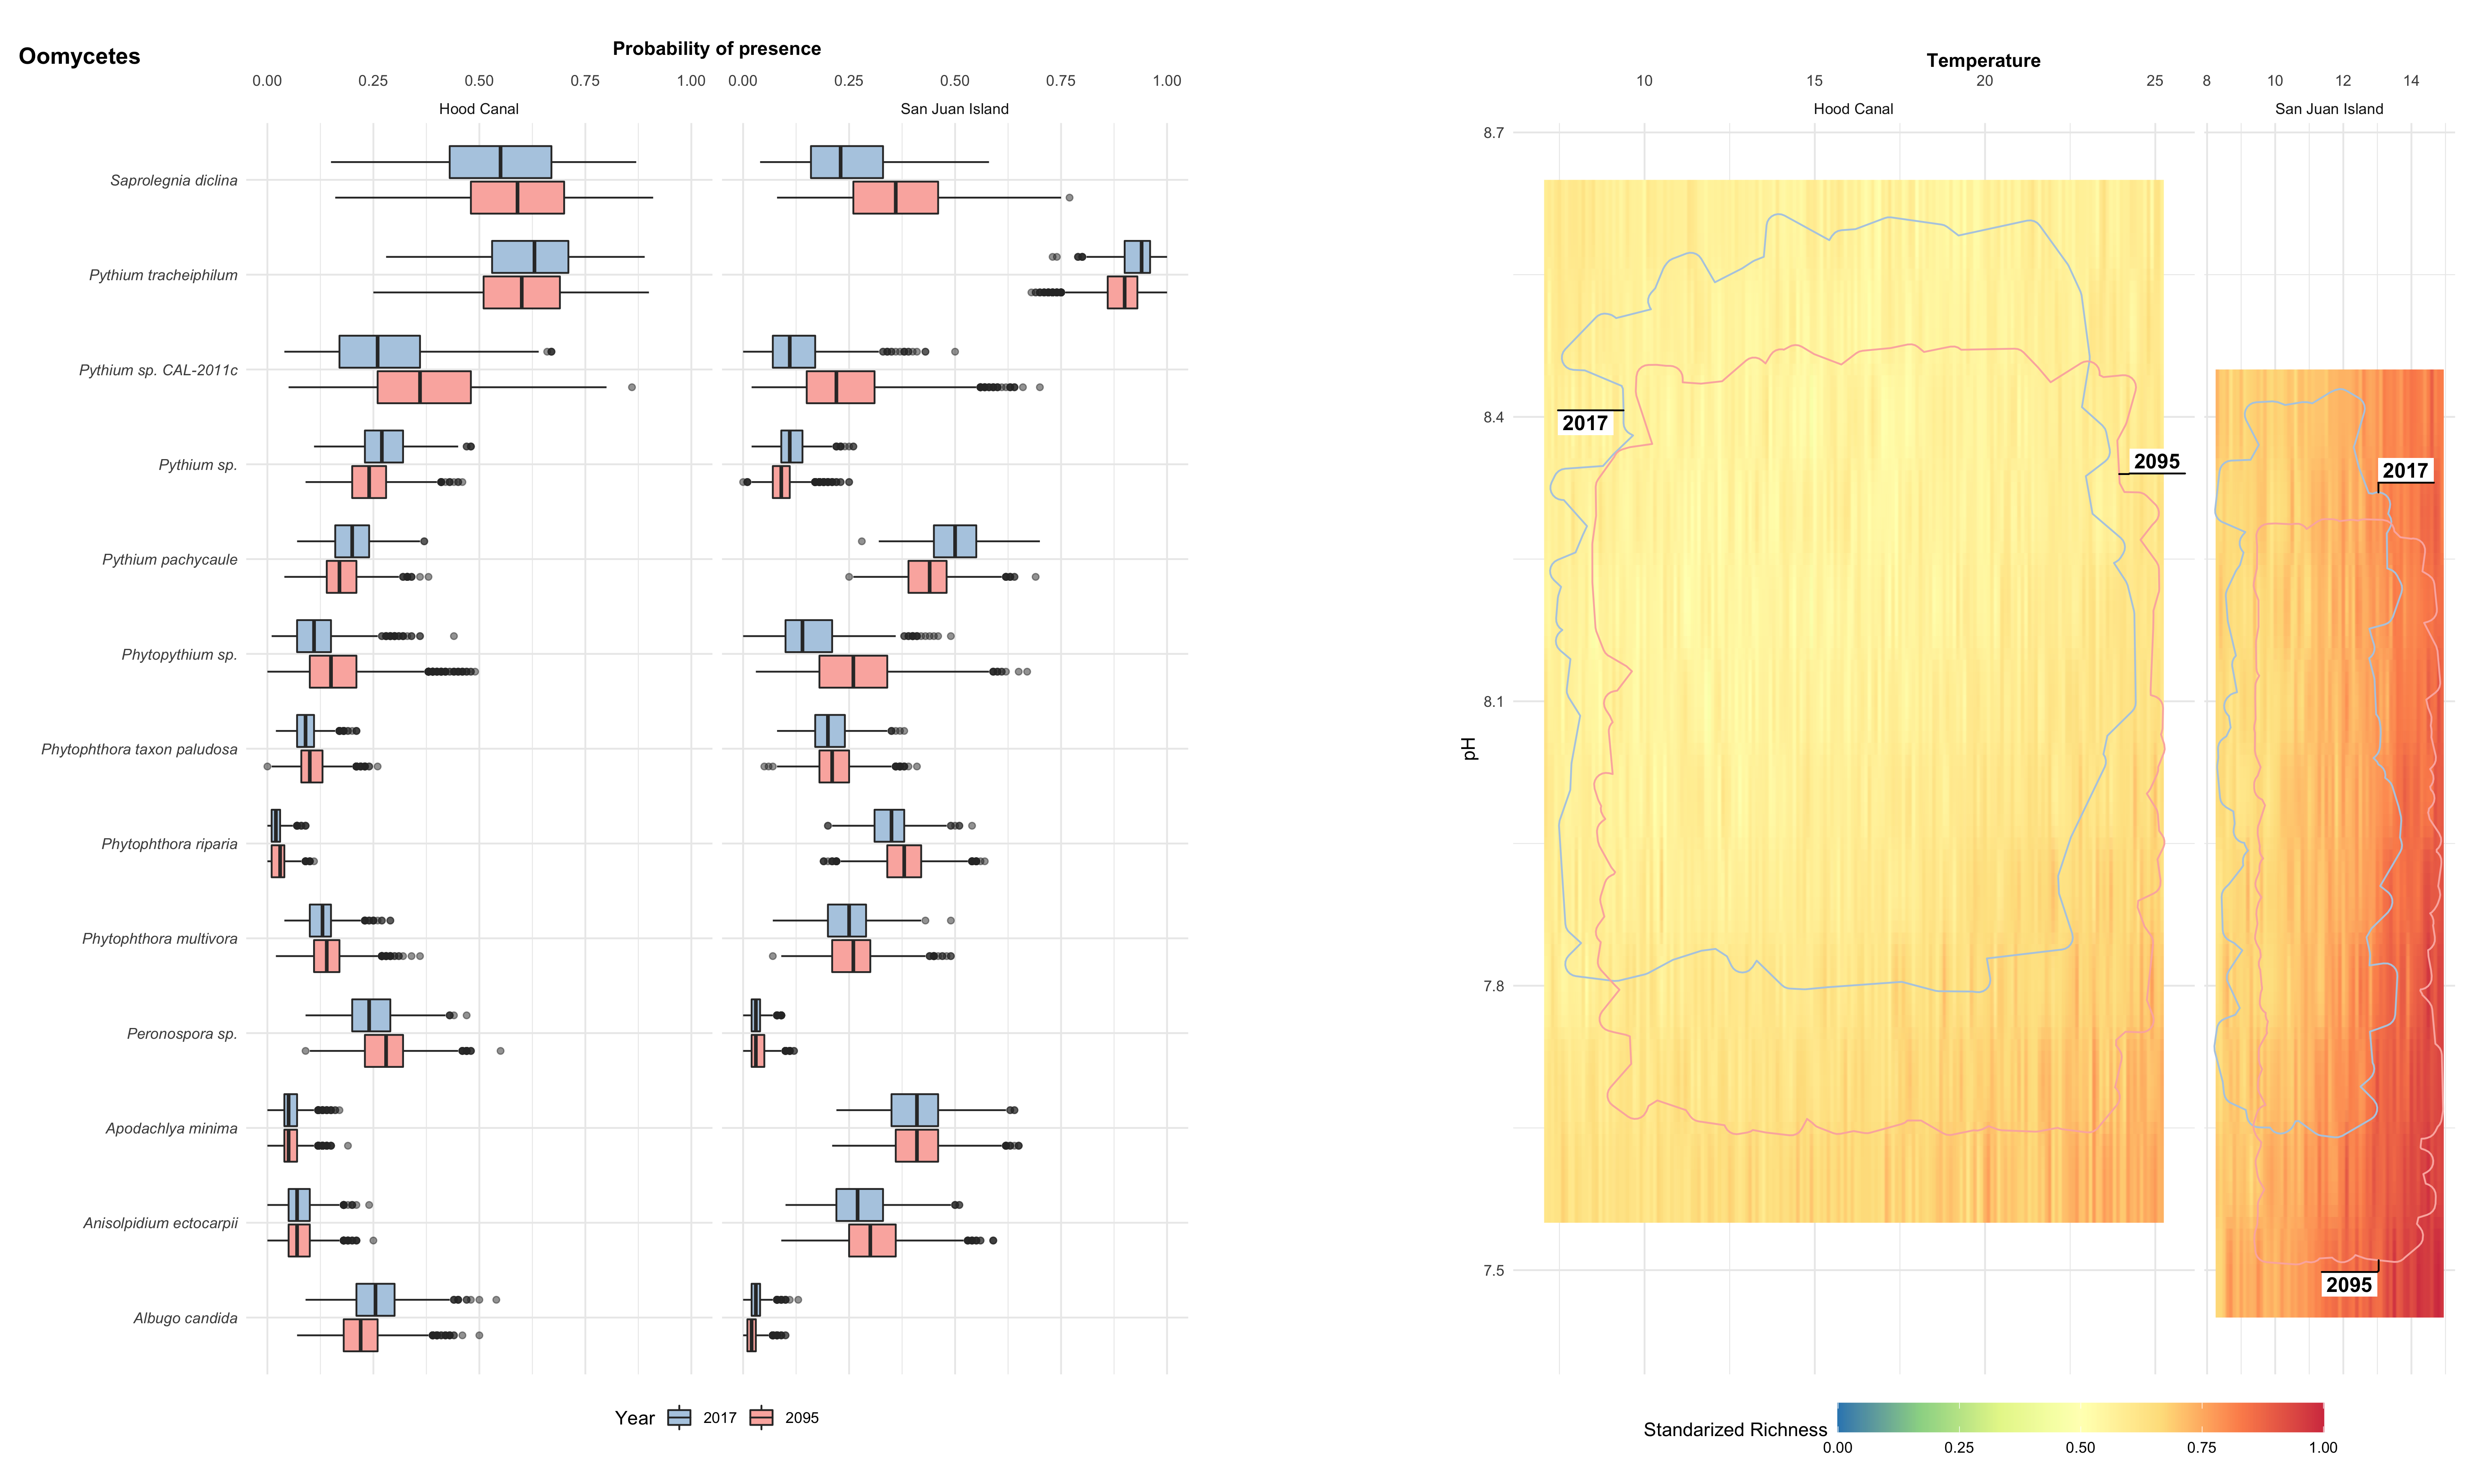 Oomycetes
Probability of presence
0.00 0.25 0.50 0.75 1.00 0.00 0.25 0.50 0.75 1.00
Hood Canal San Juan Island
Saprolegnia diclina
Pythium tracheiphilum
Pythium sp. CAL-2011c
Pythium sp.
Pythium pachycaule
Phytopythium sp.
Phytophthora taxon paludosa
Phytophthora riparia
Phytophthora multivora
Peronospora sp.
Apodachlya minima
Anisolpidium ectocarpii
Albugo candida
Year 2017 2095
Temperature
10 15 20 25 8 10 12 14
Hood Canal San Juan Island
8.7
8.4
8.1
7.8
7.5
pH
2017
2095
2017
2095
Standarized Richness
0.00 0.25 0.50 0.75 1.00